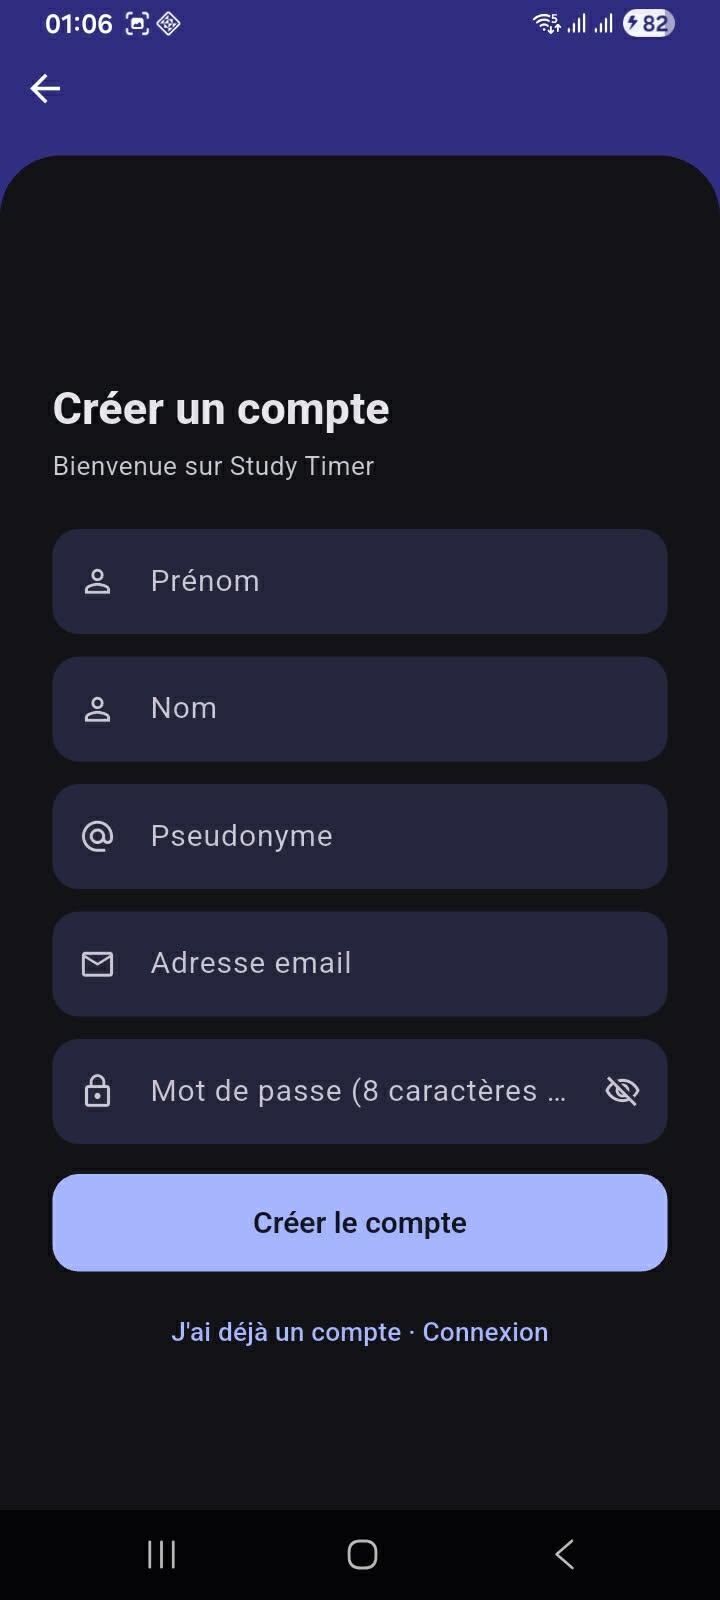 01:06
5
82
Créer un compte
Bienvenue sur Study Timer
Prénom
Nom
Pseudonyme
Adresse email
Mot de passe (8 caractères ...
Créer le compte
J'ai déjà un compte · Connexion